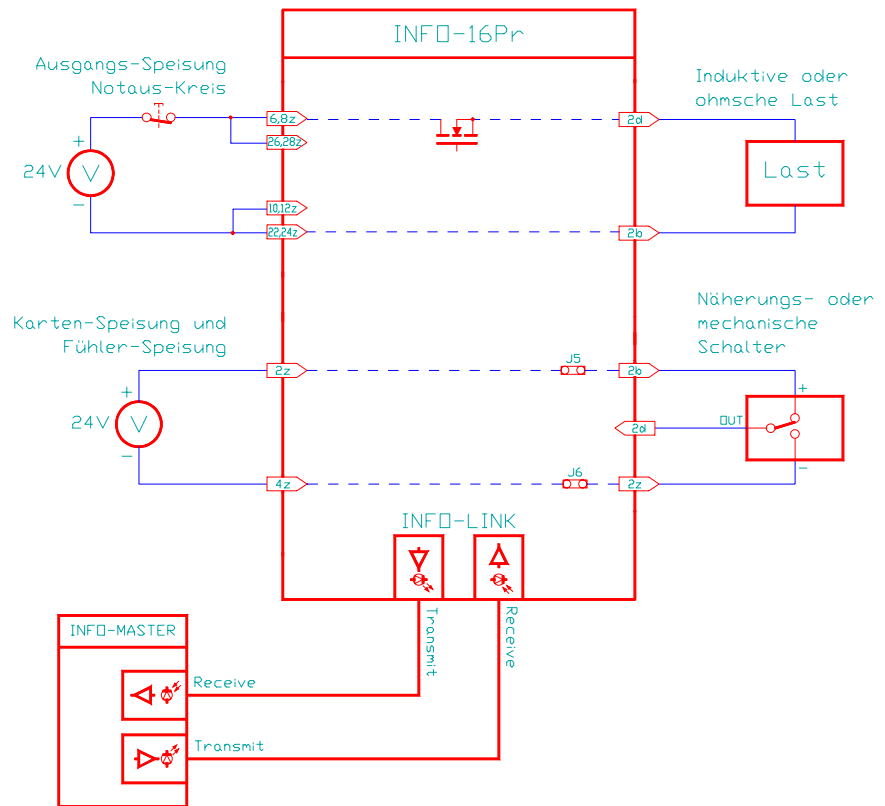 INFO-16Pr
Ausgangs-Speisung
Notaus-Kreis
Induktive oder
ohmsche Last
6,8z
2d
26,28z
+
24V
V
-
Last
10,12z
22,24z
2b
Näherungs- oder
mechanische
Schalter
Karten-Speisung und
Fühler-Speisung
J5
2z
2b
+
+
24V
V
OUT
2d
-
-
J6
4z
2z
INFO-LINK
Transmit
Receive
INFO-MASTER
Receive
Transmit